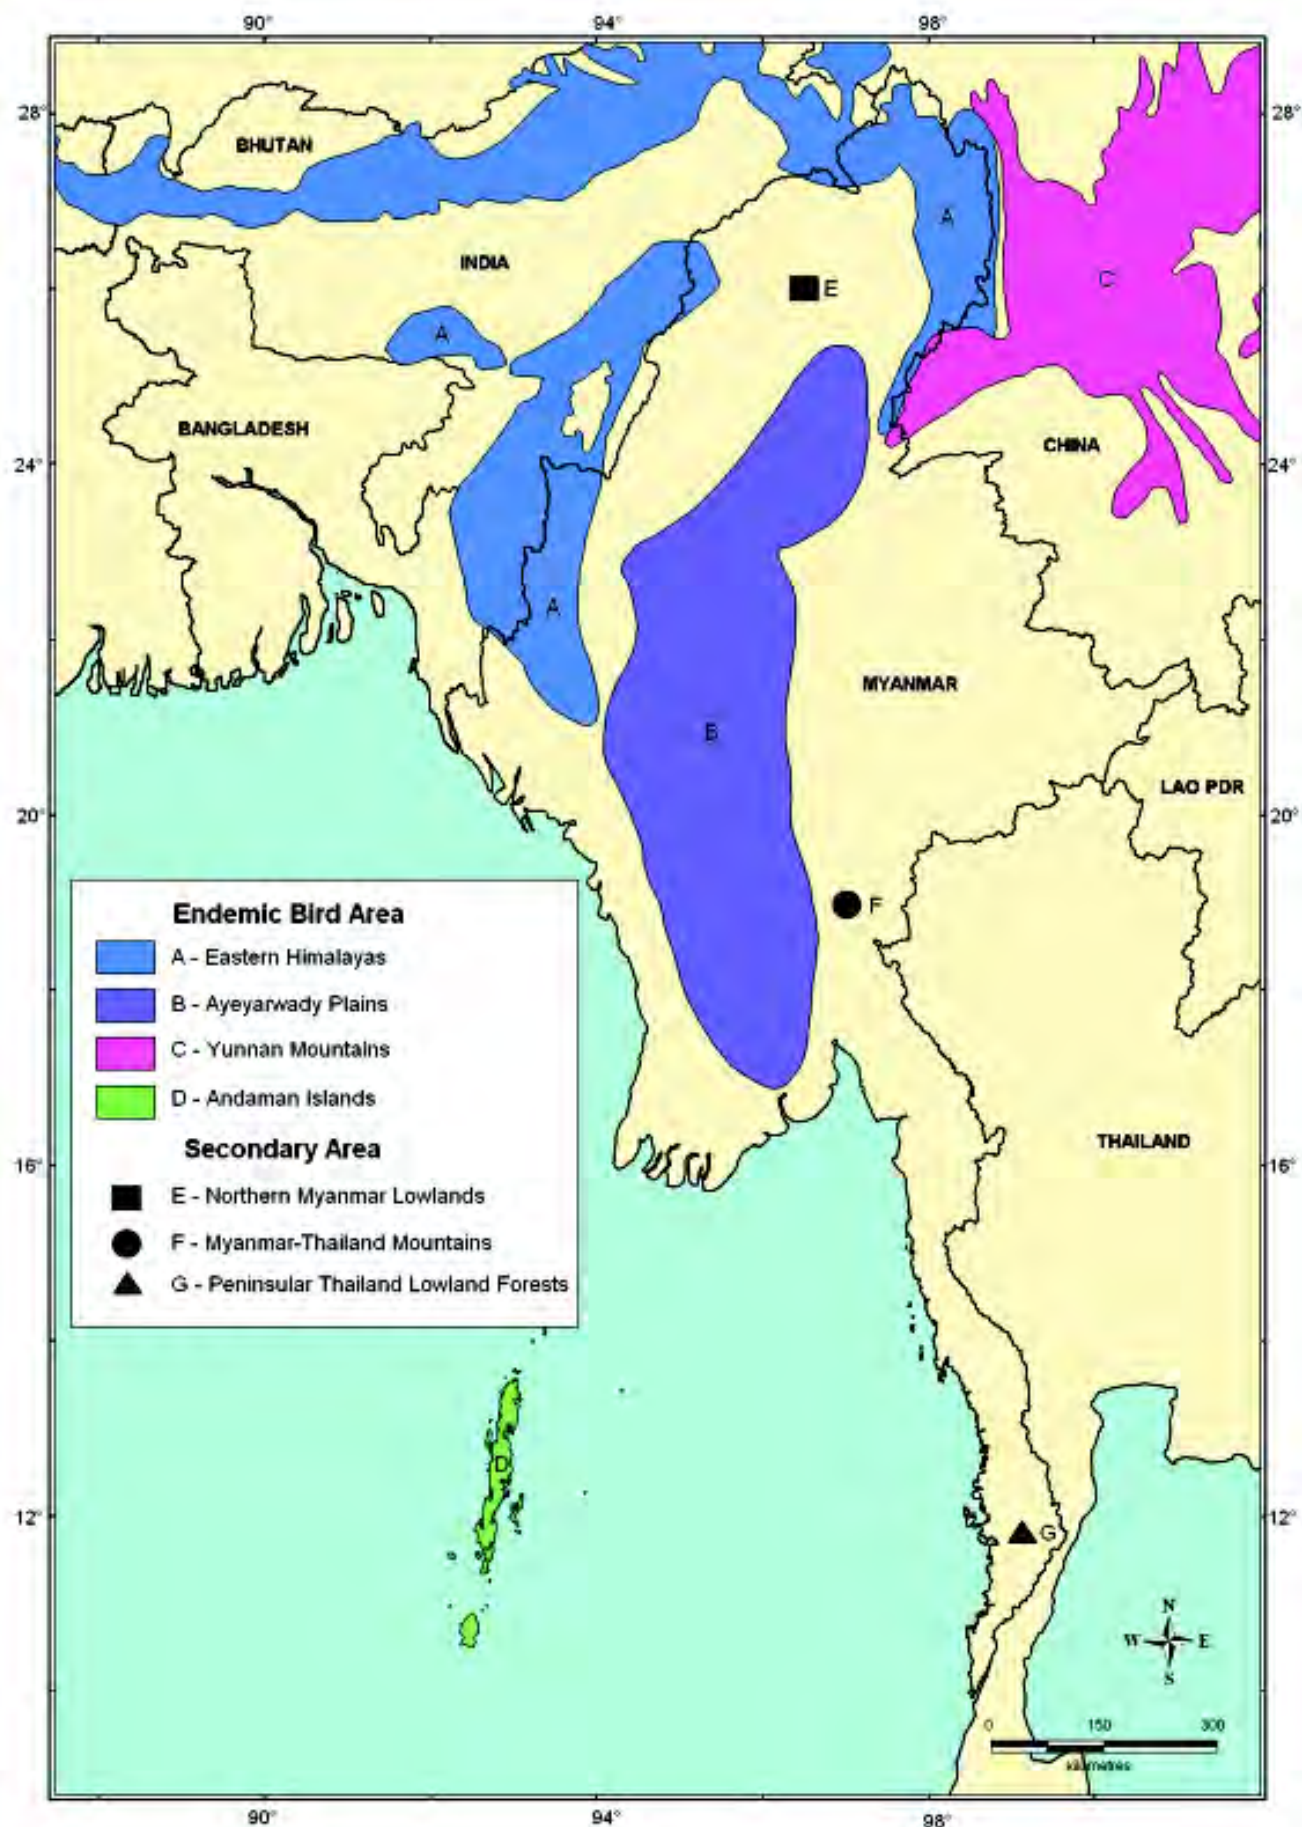 90° 94° 98°
28° 28°
BHUTAN
A
INDIA
C
E
A
BANGLADESH
CHINA
24° 24°
A
MYANMAR
B
LAO PDR
20° 20°
F
Endemic Bird Area
A - Eastern Himalayas
B - Ayeyarwady Plains
C - Yunnan Mountains
D - Andaman Islands
Secondary Area
E - Northern Myanmar Lowlands
F - Myanmar-Thailand Mountains
G - Peninsular Thailand Lowland Forests
THAILAND
16° 16°
D
12° 12°
G
N
W E
S
0 150 300
kilometres
90° 94° 98°